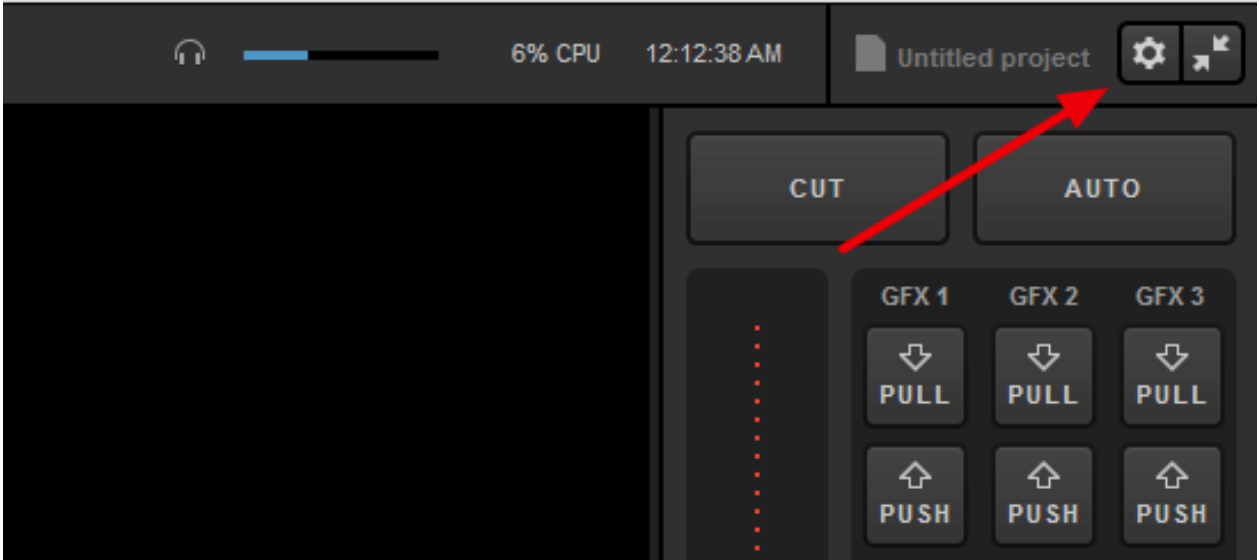 6% CPU 12:12:38 AM Untitled project
CUT AUTO
GFX 1 GFX 2 GFX 3
PULL PULL PULL
PUSH PUSH PUSH